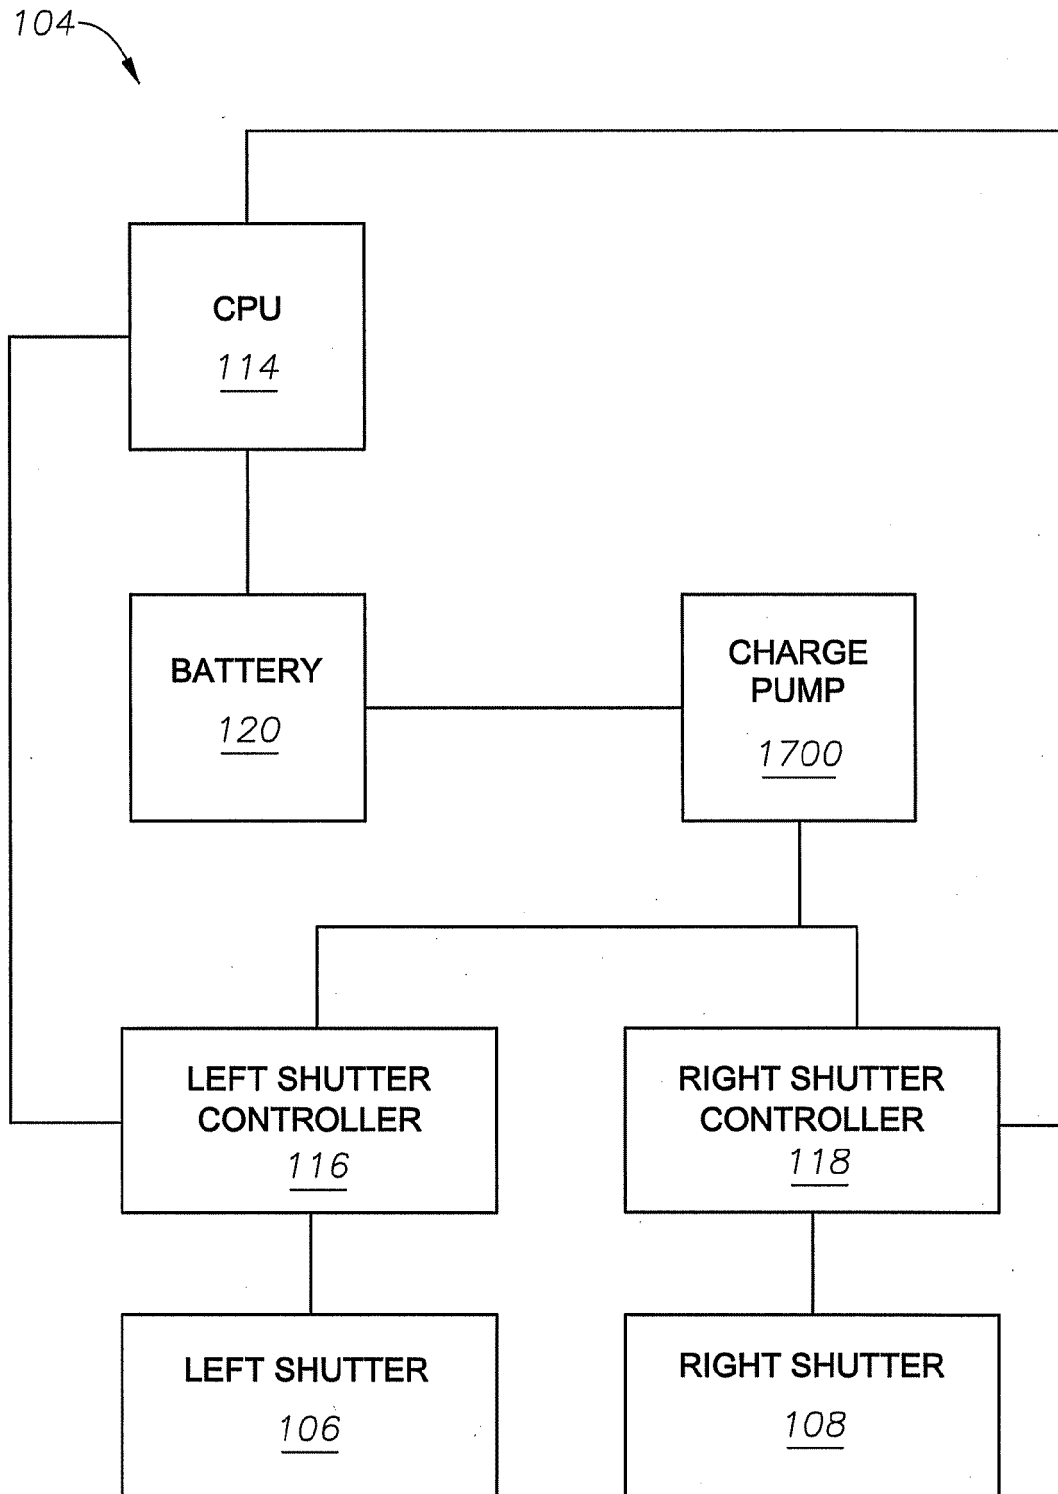 104
CPU
114
BATTERY
120
CHARGE
PUMP
1700
LEFT SHUTTER
CONTROLLER
116
RIGHT SHUTTER
CONTROLLER
118
LEFT SHUTTER
106
RIGHT SHUTTER
108